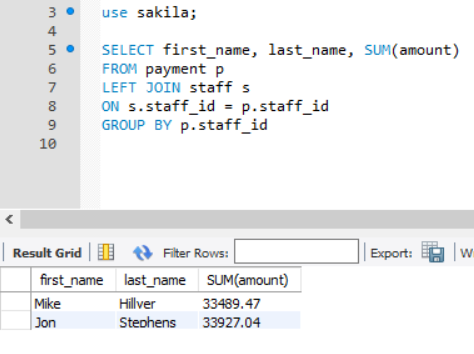 3 use sakila;
4
5 SELECT first_name, last_name, SUM(amount)
6 FROM payment p
7 LEFT JOIN staff s
8 ON s.staff_id = p.staff_id
9 GROUP BY p.staff_id
10
<
Result Grid Filter Rows: Export:
first_name last_name SUM(amount)
Mike Hillyer 33489.47
Jon Stephens 33927.04